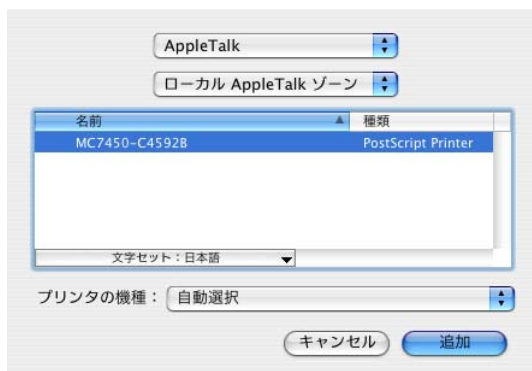 AppleTalk
ローカル AppleTalk ゾーン
名前 種類
MC7450-C4592B PostScript Printer
文字セット：日本語
プリンタの機種： 自動選択
キャンセル 追加